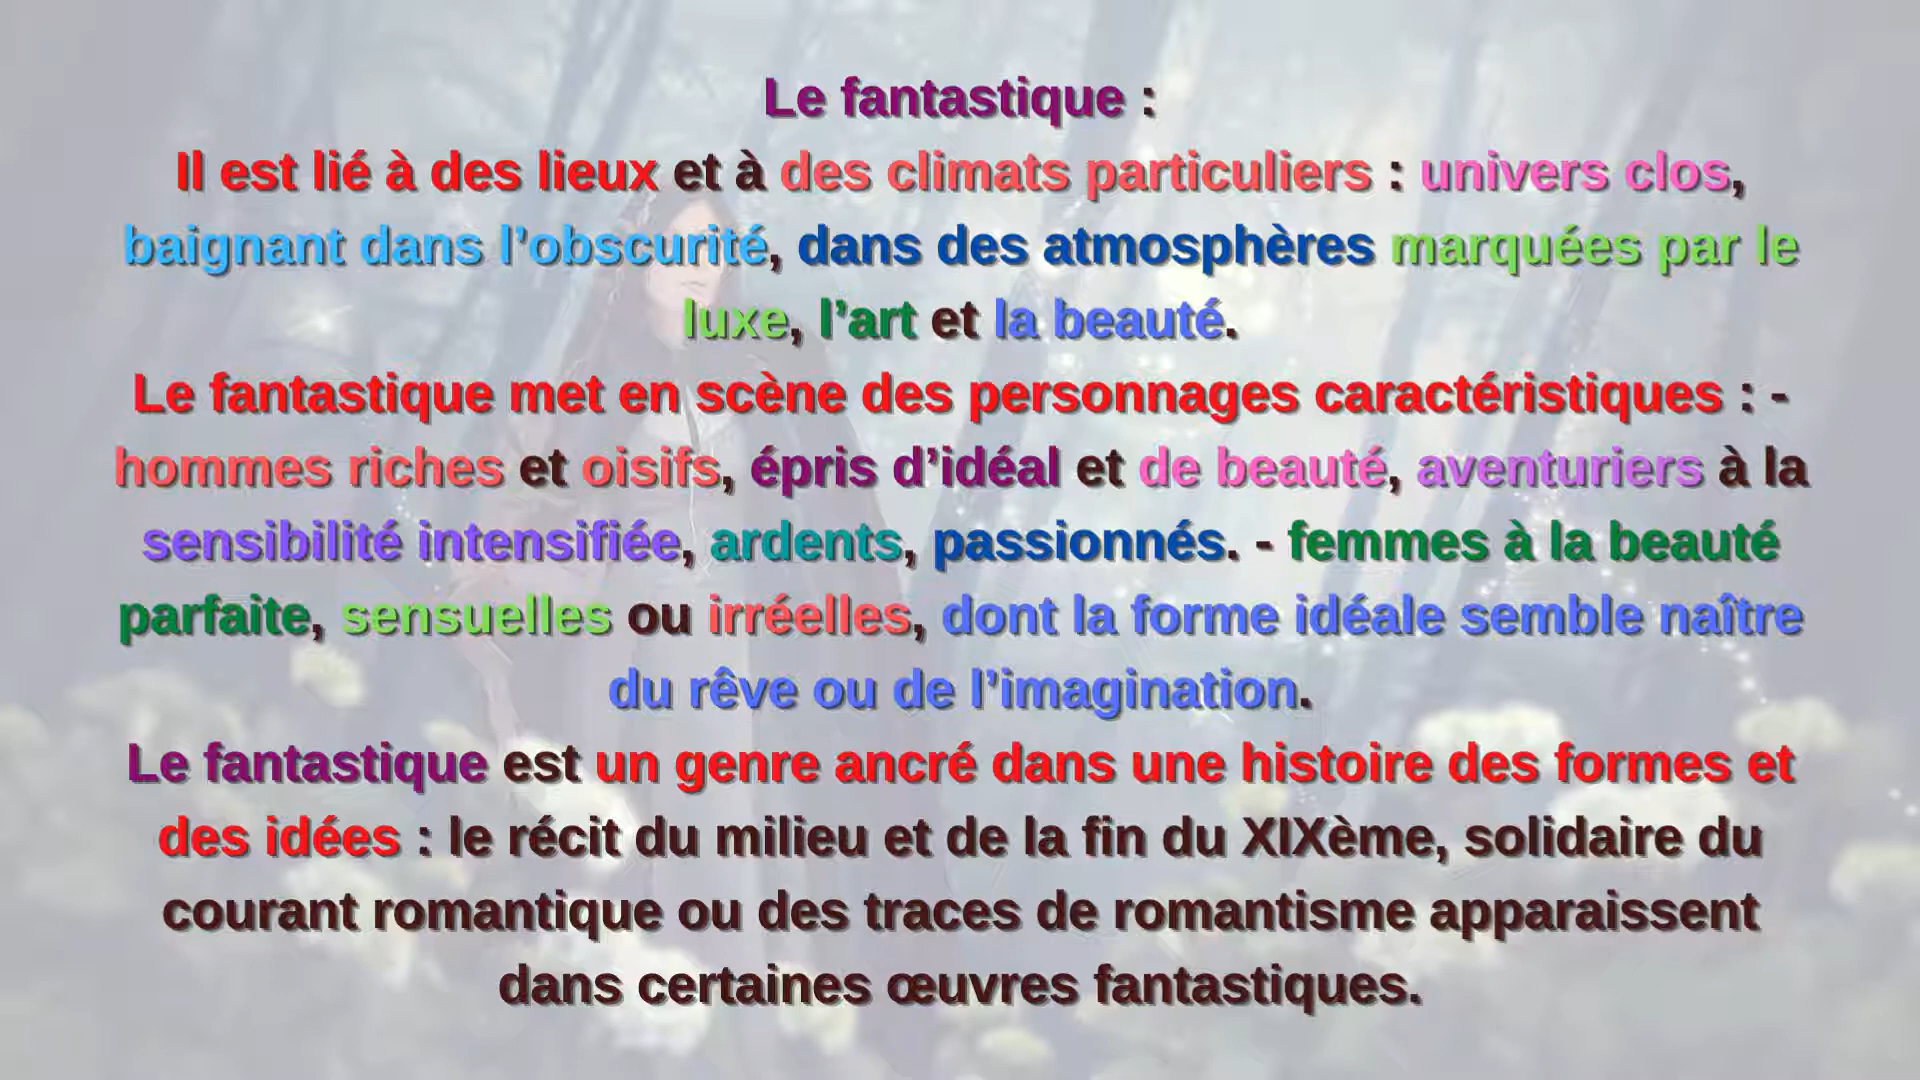 Le fantastique :
Il est lié à des lieux et à des climats particuliers : univers clos,
baignant dans l’obscurité, dans des atmosphères marquées par le
luxe, l’art et la beauté.
Le fantastique met en scène des personnages caractéristiques : -
hommes riches et oisifs, épris d’idéal et de beauté, aventuriers à la
sensibilité intensifiée, ardents, passionnés. - femmes à la beauté
parfaite, sensuelles ou irréelles, dont la forme idéale semble naître
du rêve ou de l’imagination.
Le fantastique est un genre ancré dans une histoire des formes et
des idées : le récit du milieu et de la fin du XIXème, solidaire du
courant romantique ou des traces de romantisme apparaissent
dans certaines œuvres fantastiques.